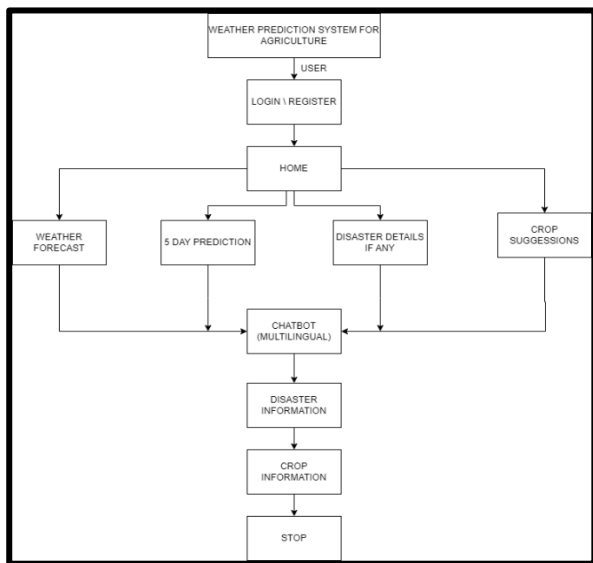 WEATHER PREDICTION SYSTEM FOR
AGRICULTURE
USER
LOGIN \ REGISTER
HOME
WEATHER
FORECAST
5 DAY PREDICTION
DISASTER DETAILS
IF ANY
CROP
SUGGESSIONS
CHATBOT
(MULTILINGUAL)
DISASTER
INFORMATION
CROP
INFORMATION
STOP